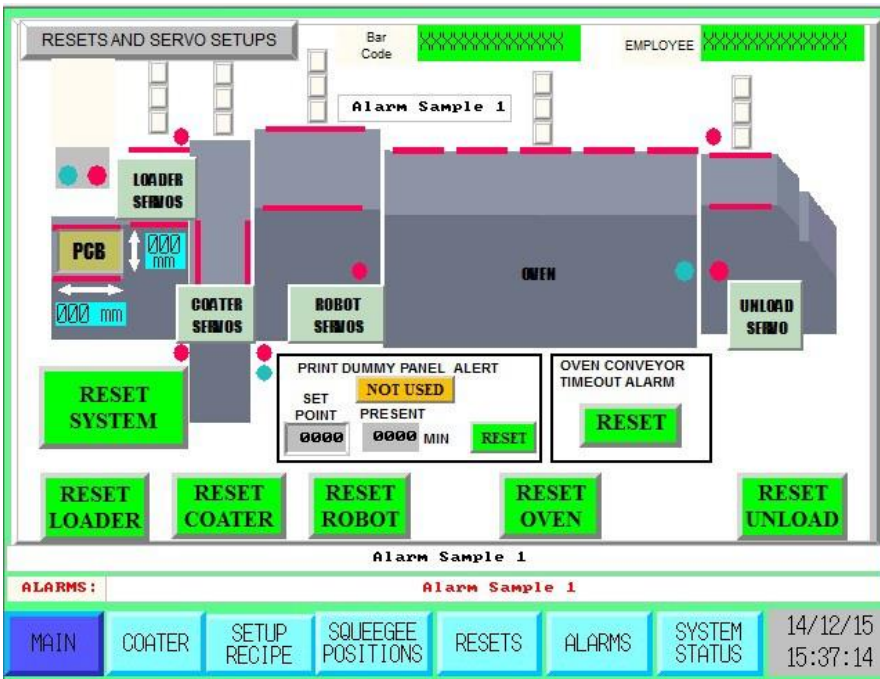 RESETS AND SERVO SETUPS
Bar
Code
XXXXXXXXXXXX
EMPLOYEE
XXXXXXXXXXXX
Alarm Sample 1
LOADER
SERVOS
PCB
000
mm
000 mm
COATER
SERVOS
ROBOT
SERVOS
OVEN
UNLOAD
SERVO
RESET
SYSTEM
PRINT DUMMY PANEL ALERT
NOT USED
SET
POINT
PRESENT
0000
0000 MIN
RESET
OVEN CONVEYOR
TIMEOUT ALARM
RESET
RESET
LOADER
RESET
COATER
RESET
ROBOT
RESET
OVEN
RESET
UNLOAD
Alarm Sample 1
ALARMS:
Alarm Sample 1
MAIN
COATER
SETUP
RECIPE
SQUEEGEE
POSITIONS
RESETS
ALARMS
SYSTEM
STATUS
14/12/15
15:37:14